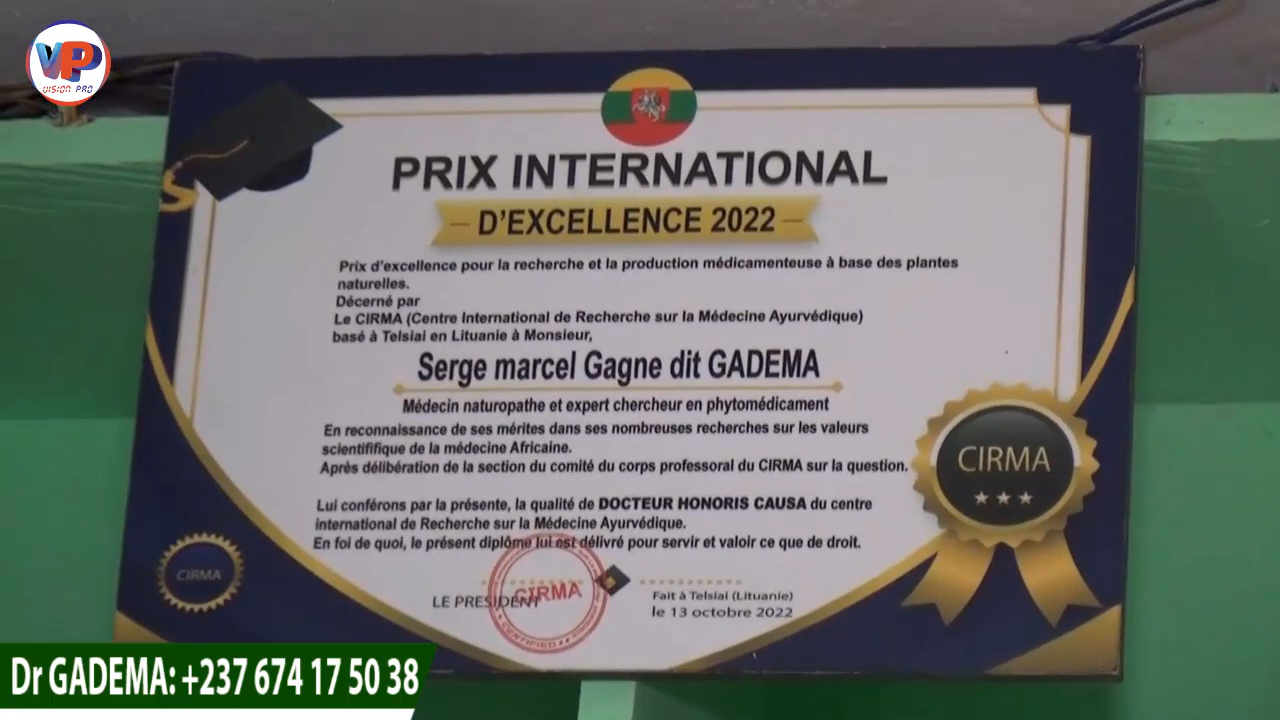 VP
VISION PRO
PRIX INTERNATIONAL
D'EXCELLENCE 2022
Prix d'excellence pour la recherche et la production médicamenteuse à base des plantes
naturelles.
Décerné par
Le CIRMA (Centre International de Recherche sur la Médecine Ayurvédique)
basé à Telsiai en Lituanie à Monsieur,
Serge marcel Gagne dit GADEMA
Médecin naturopathe et expert chercheur en phytomédicament
En reconnaissance de ses mérites dans ses nombreuses recherches sur les valeurs
scientififique de la médecine Africaine.
Après délibération de la section du comité du corps professoral du CIRMA sur la question.
Lui conférons par la présente, la qualité de DOCTEUR HONORIS CAUSA du centre
international de Recherche sur la Médecine Ayurvédique.
En foi de quoi, le présent diplôme lui est délivré pour servir et valoir ce que de droit.
CIRMA
CIRMA
LE PRESIDENT
CIRMA
CERTIFIED
Fait à Telsiai (Lituanie)
le 13 octobre 2022
Dr GADEMA: +237 674 17 50 38